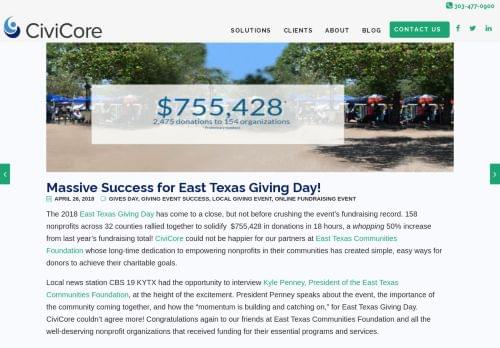 303-477-0900
CiviCore
SOLUTIONS CLIENTS ABOUT BLOG CONTACT US
$755,428*
2,475 donations to 154 organizations
Massive Success for East Texas Giving Day!
APRIL 26, 2018 GIVES DAY, GIVING EVENT SUCCESS, LOCAL GIVING EVENT, ONLINE FUNDRAISING EVENT
The 2018 East Texas Giving Day has come to a close, but not before crushing the event's fundraising record. 158
nonprofits across 32 counties rallied together to solidify $755,428 in donations in 18 hours, a whopping 50% increase
from last year's fundraising total! CiviCore could not be happier for our partners at East Texas Communities
Foundation whose long-time dedication to empowering nonprofits in their communities has created simple, easy ways for
donors to achieve their charitable goals.
Local news station CBS 19 KYTX had the opportunity to interview Kyle Penney, President of the East Texas
Communities Foundation, at the height of the excitement. President Penney speaks about the event, the importance of
the community coming together, and how the "momentum is building and catching on," for East Texas Giving Day.
CiviCore couldn't agree more! Congratulations again to our friends at East Texas Communities Foundation and all the
well-deserving nonprofit organizations that received funding for their essential programs and services.